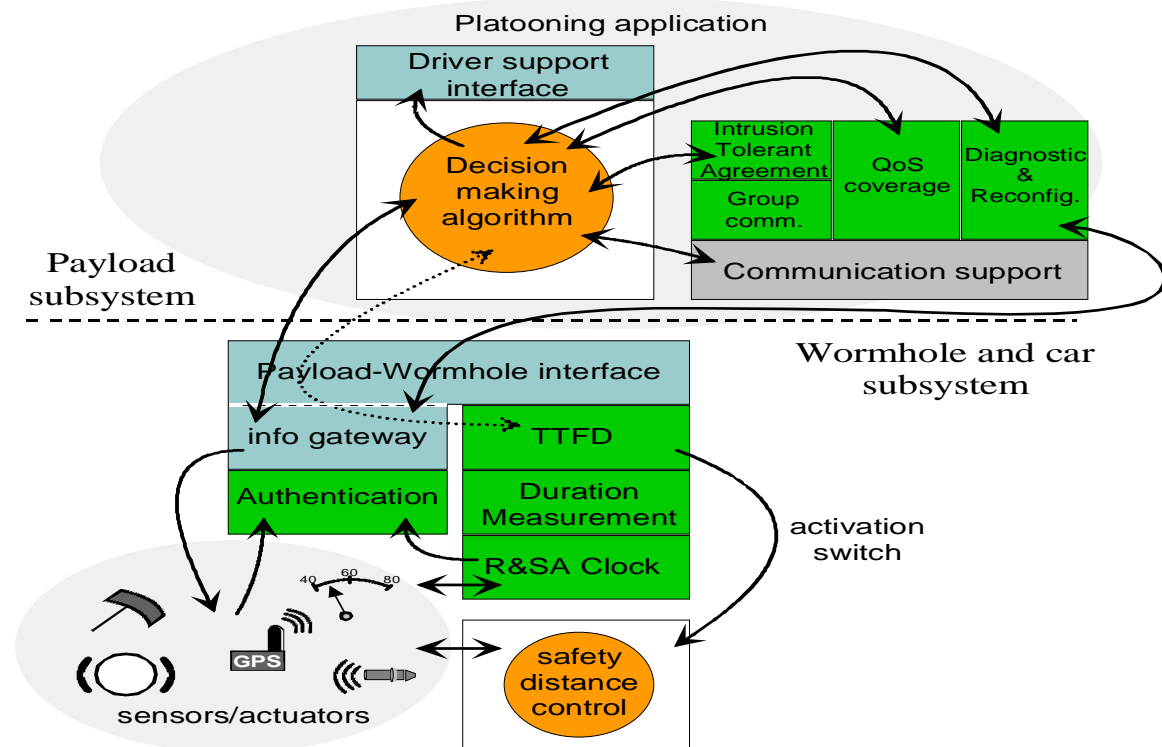 Platooning application
Driver support
interface
Decision
making
algorithm
Intrusion
Tolerant
Agreement
Group
comm.
QoS
coverage
Diagnostic
&
Reconfig.
Communication support
Payload
subsystem
Wormhole and car
subsystem
Payload-Wormhole interface
info gateway
TTFD
Authentication
Duration
Measurement
R&SA Clock
activation
switch
40 60 80
GPS
sensors/actuators
safety
distance
control